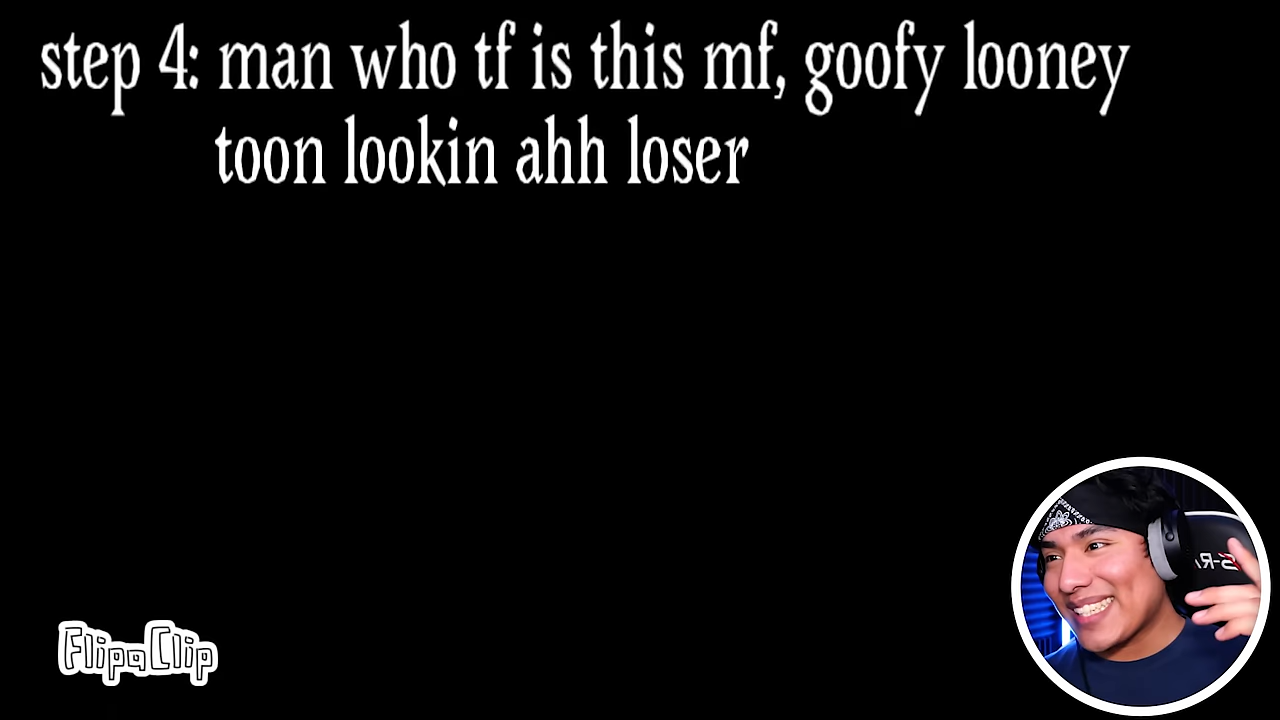 step 4: man who tf is this mf, goofy looney
toon lookin ahh loser
FlipaClip